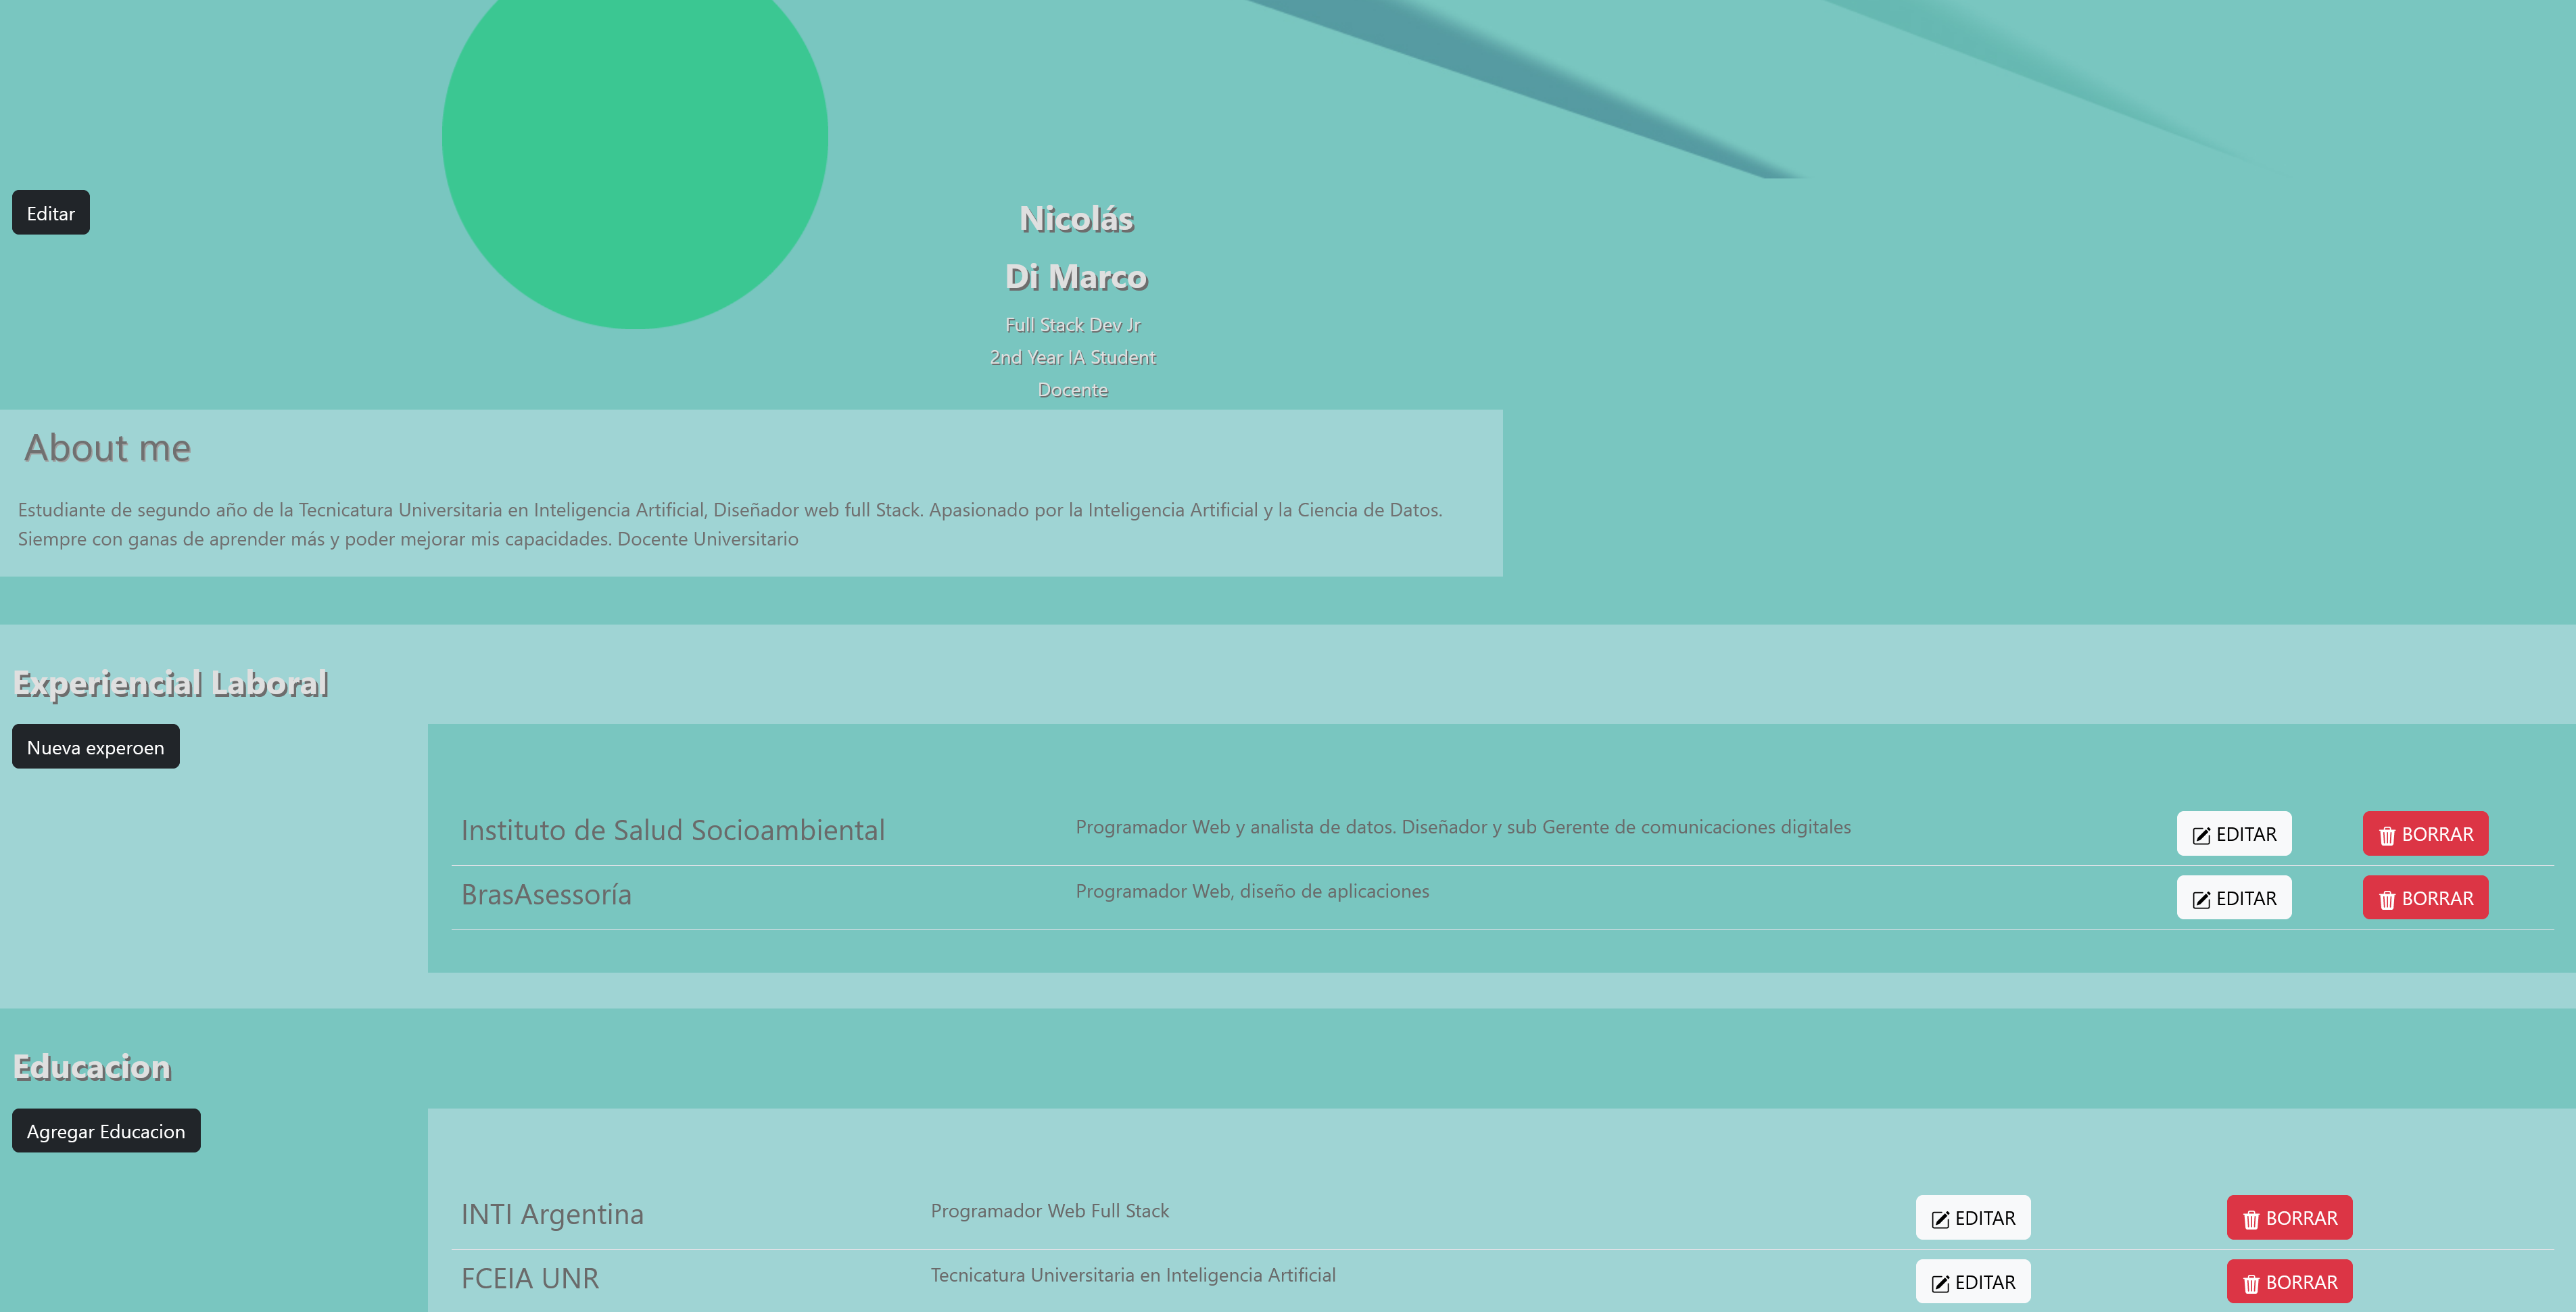 Editar
Nicolás
Di Marco
Full Stack Dev Jr
2nd Year IA Student
Docente
About me
Estudiante de segundo año de la Tecnicatura Universitaria en Inteligencia Artificial, Diseñador web full Stack. Apasionado por la Inteligencia Artificial y la Ciencia de Datos.
Siempre con ganas de aprender más y poder mejorar mis capacidades. Docente Universitario
Experiencial Laboral
Nueva experoen
Instituto de Salud Socioambiental Programador Web y analista de datos. Diseñador y sub Gerente de comunicaciones digitales EDITAR BORRAR
BrasAsessoría Programador Web, diseño de aplicaciones EDITAR BORRAR
Educacion
Agregar Educacion
INTI Argentina Programador Web Full Stack EDITAR BORRAR
FCEIA UNR Tecnicatura Universitaria en Inteligencia Artificial EDITAR BORRAR